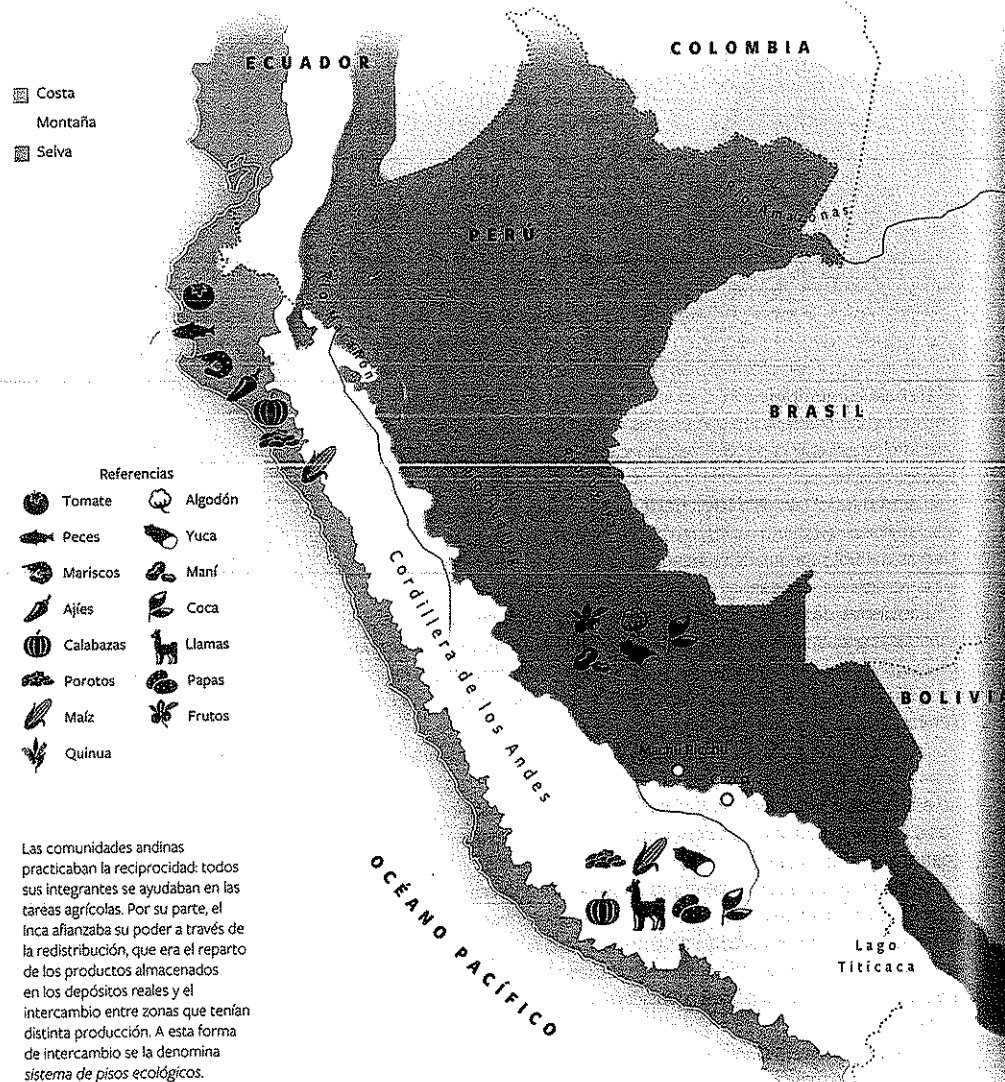 ECUADOR
COLOMBIA
Costa
Montaña
Selva
PERÚ
Amazonas
BRASIL
Referencias
Tomate
Algodón
Peces
Yuca
Mariscos
Maní
Ajíes
Coca
Calabazas
Llamas
Porotos
Papas
Maíz
Frutos
Quinua
Cordillera de los Andes
BOLIVIA
Machu Picchu
OCÉANO PACÍFICO
Lago
Titicaca
Las comunidades andinas
practicaban la reciprocidad: todos
sus integrantes se ayudaban en las
tareas agrícolas. Por su parte, el
Inca afianzaba su poder a través de
la redistribución, que era el reparto
de los productos almacenados
en los depósitos reales y el
intercambio entre zonas que tenían
distinta producción. A esta forma
de intercambio se la denomina
sistema de pisos ecológicos.